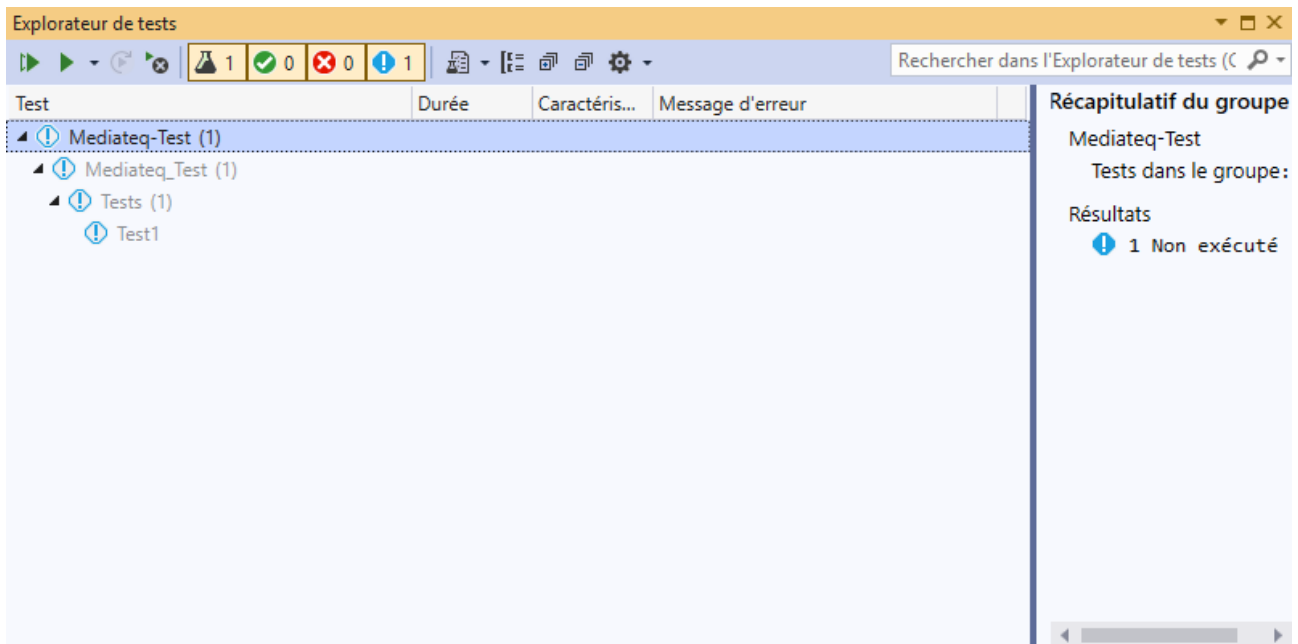 Explorateur de tests
1 0 0 1 Rechercher dans l'Explorateur de tests (C
Test Durée Caractéris... Message d'erreur
Récapitulatif du groupe
Mediateq-Test (1)
Mediateq-Test
Mediateq_Test (1)
Tests dans le groupe:
Tests (1)
Résultats
Test1
1 Non exécuté